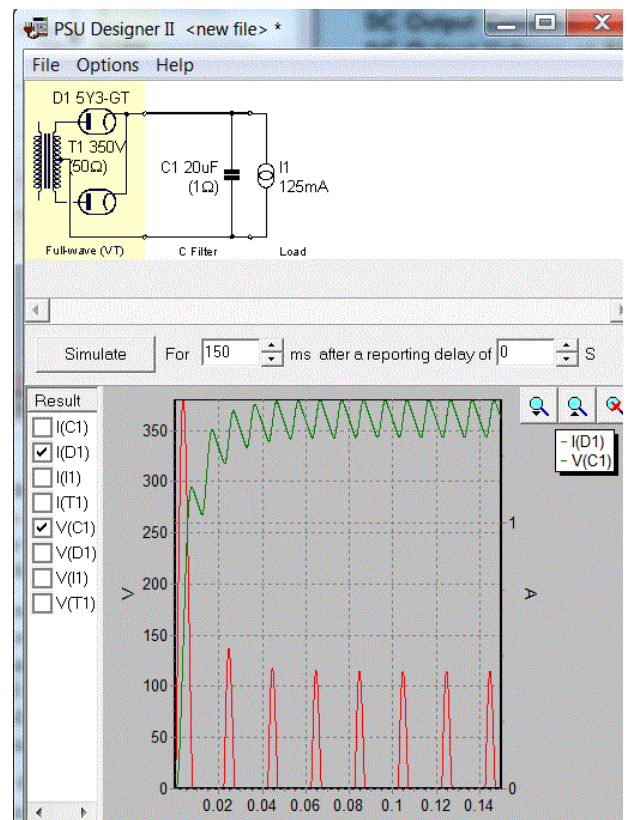 PSU Designer II <new file> *
File Options Help
D1 5Y3-GT
T1 350V
(50Ω)
C1 20uF
(1Ω)
I1
125mA
Full-wave (VT) C Filter Load
Simulate For 150 ms after a reporting delay of 0 S
Result
I(C1)
I(D1)
I(I1)
I(T1)
V(C1)
V(D1)
V(I1)
V(T1)
350
300
250
200
150
100
50
0
V
1
0
A
I(D1)
V(C1)
0.02 0.04 0.06 0.08 0.1 0.12 0.14